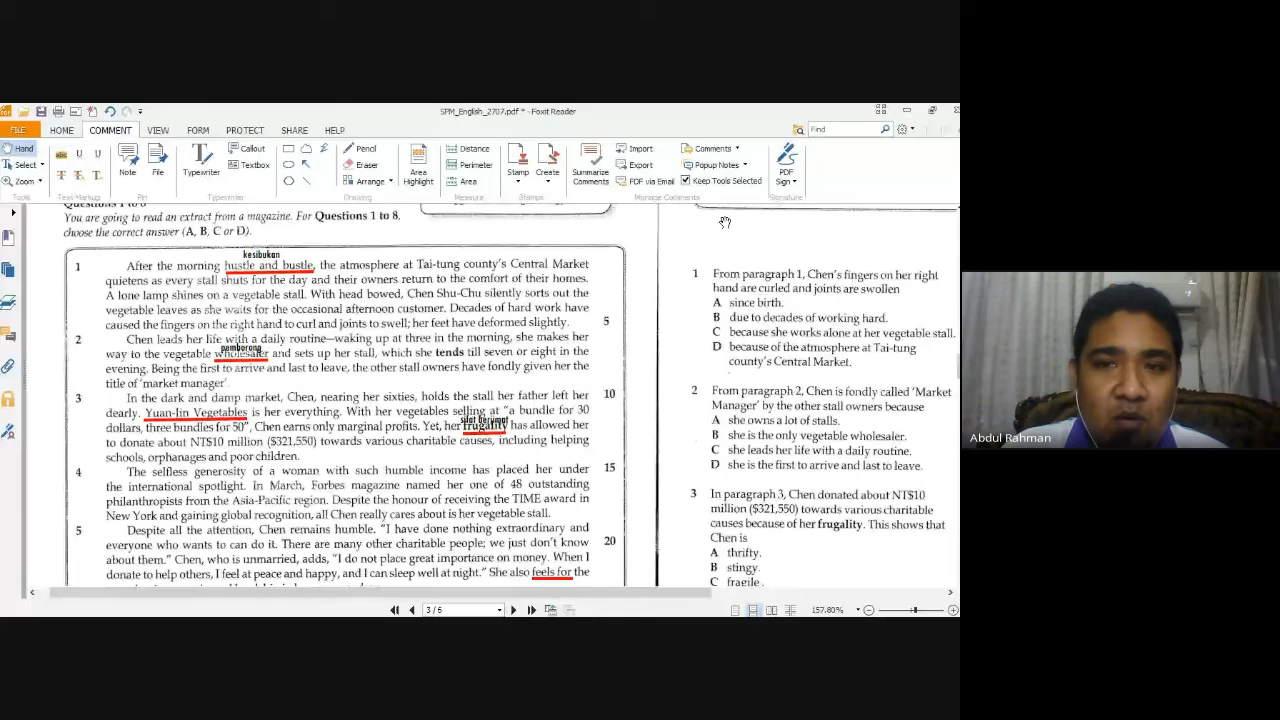 SPM_English_2707.pdf * - Foxit Reader
FILE HOME COMMENT VIEW FORM PROTECT SHARE HELP
Find
Hand
Select
Zoom
Note
File
Typewriter
Callout
Textbox
Pencil
Eraser
Arrange
Area Highlight
Distance
Perimeter
Area
Stamp
Create
Summarize Comments
Import
Export
PDF via Email
Comments
Popup Notes
Keep Tools Selected
PDF Sign
Text Markup Pin Typewriter Drawing Measure Stamps Manage Comments Signature
Questions 1 to 8
You are going to read an extract from a magazine. For Questions 1 to 8,
choose the correct answer (A, B, C or D).
kesibukan
1 After the morning hustle and bustle, the atmosphere at Tai-tung county's Central Market
quietens as every stall shuts for the day and their owners return to the comfort of their homes.
A lone lamp shines on a vegetable stall. With head bowed, Chen Shu-Chu silently sorts out the
vegetable leaves as she waits for the occasional afternoon customer. Decades of hard work have
caused the fingers on the right hand to curl and joints to swell; her feet have deformed slightly. 5
2 Chen leads her life with a daily routine—waking up at three in the morning, she makes her
pemborong
way to the vegetable wholesaler and sets up her stall, which she tends till seven or eight in the
evening. Being the first to arrive and last to leave, the other stall owners have fondly given her the
title of 'market manager'.
3 In the dark and damp market, Chen, nearing her sixties, holds the stall her father left her 10
dearly. Yuan-Jin Vegetables is her everything. With her vegetables selling at "a bundle for 30
sifat berjimat
dollars, three bundles for 50", Chen earns only marginal profits. Yet, her frugality has allowed her
to donate about NT$10 million ($321,550) towards various charitable causes, including helping
schools, orphanages and poor children.
4 The selfless generosity of a woman with such humble income has placed her under 15
the international spotlight. In March, Forbes magazine named her one of 48 outstanding
philanthropists from the Asia-Pacific region. Despite the honour of receiving the TIME award in
New York and gaining global recognition, all Chen really cares about is her vegetable stall.
5 Despite all the attention, Chen remains humble. "I have done nothing extraordinary and
everyone who wants to can do it. There are many other charitable people; we just don't know 20
about them." Chen, who is unmarried, adds, "I do not place great importance on money. When I
donate to help others, I feel at peace and happy, and I can sleep well at night." She also feels for the
1 From paragraph 1, Chen's fingers on her right
hand are curled and joints are swollen
A since birth.
B due to decades of working hard.
C because she works alone at her vegetable stall.
D because of the atmosphere at Tai-tung
county's Central Market.
2 From paragraph 2, Chen is fondly called 'Market
Manager' by the other stall owners because
A she owns a lot of stalls.
B she is the only vegetable wholesaler.
C she leads her life with a daily routine.
D she is the first to arrive and last to leave.
3 In paragraph 3, Chen donated about NT$10
million ($321,550) towards various charitable
causes because of her frugality. This shows that
Chen is
A thrifty.
B stingy.
C fragile.
3 / 6
157.80%
Abdul Rahman